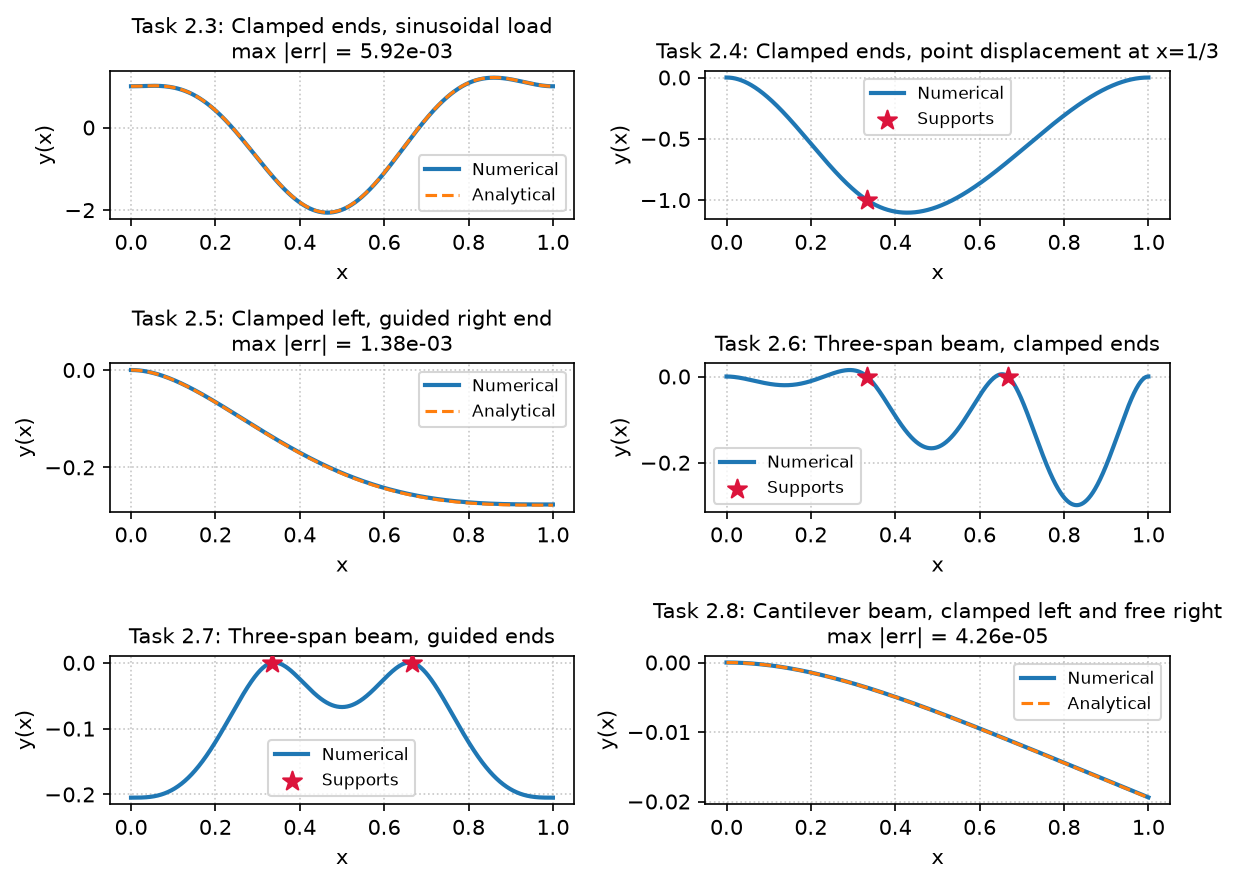 Task 2.3: Clamped ends, sinusoidal load
max |err| = 5.92e-03
y(x)
0
−2
Numerical
Analytical
0.0 0.2 0.4 0.6 0.8 1.0
x
Task 2.4: Clamped ends, point displacement at x=1/3
y(x)
0.0
−0.5
−1.0
Numerical
Supports
0.0 0.2 0.4 0.6 0.8 1.0
x
Task 2.5: Clamped left, guided right end
max |err| = 1.38e-03
y(x)
0.0
−0.2
Numerical
Analytical
0.0 0.2 0.4 0.6 0.8 1.0
x
Task 2.6: Three-span beam, clamped ends
y(x)
0.0
−0.2
Numerical
Supports
0.0 0.2 0.4 0.6 0.8 1.0
x
Task 2.7: Three-span beam, guided ends
y(x)
0.0
−0.1
−0.2
Numerical
Supports
0.0 0.2 0.4 0.6 0.8 1.0
x
Task 2.8: Cantilever beam, clamped left and free right
max |err| = 4.26e-05
y(x)
0.00
−0.01
−0.02
Numerical
Analytical
0.0 0.2 0.4 0.6 0.8 1.0
x